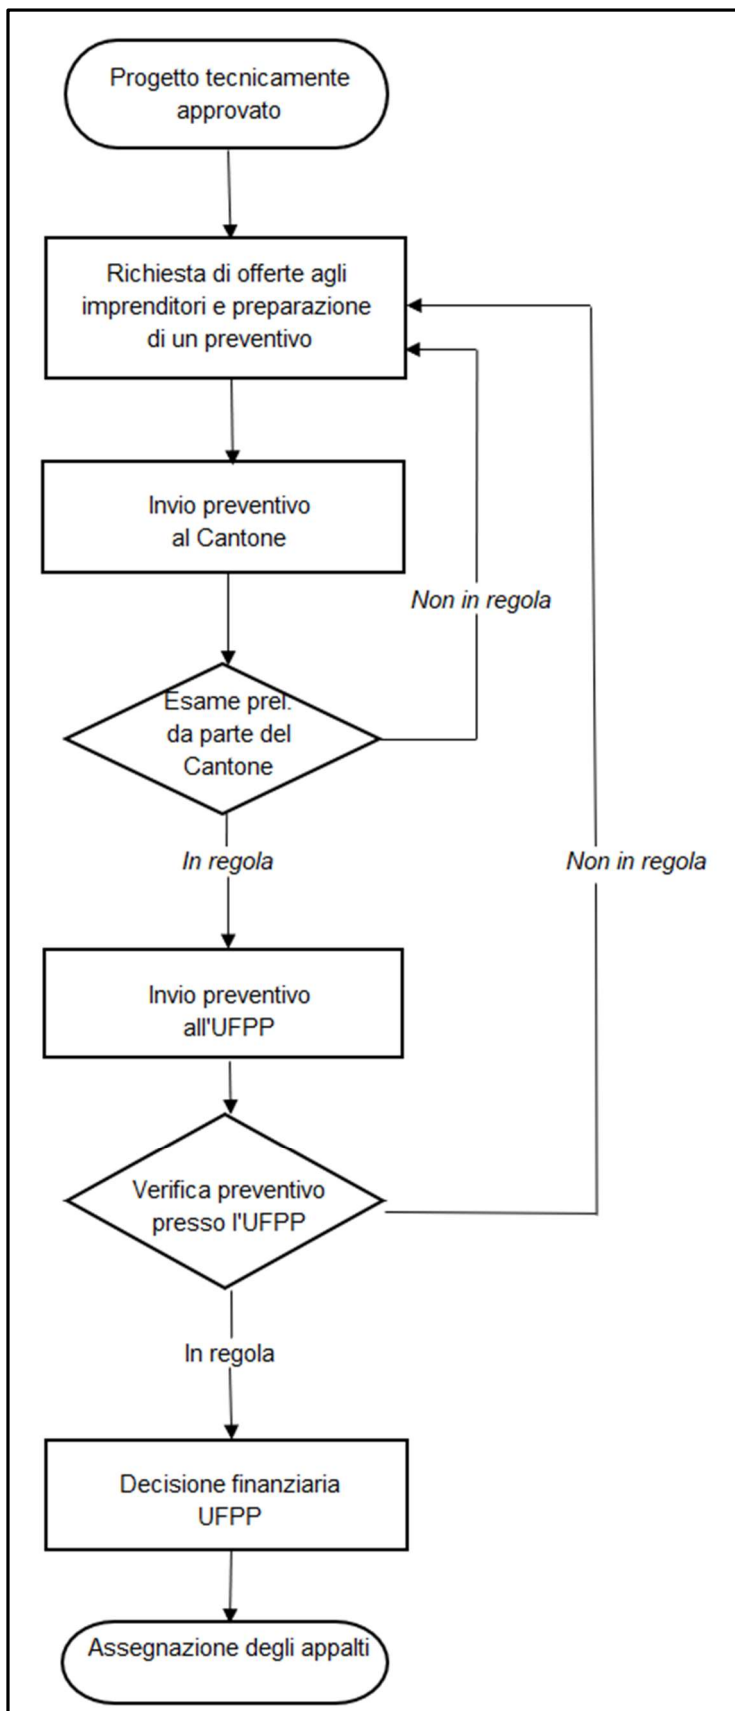 Progetto tecnicamente
approvato
Richiesta di offerte agli
imprenditori e preparazione
di un preventivo
Invio preventivo
al Cantone
Non in regola
Esame prel.
da parte del
Cantone
In regola
Non in regola
Invio preventivo
all'UFPP
Verifica preventivo
presso l'UFPP
In regola
Decisione finanziaria
UFPP
Assegnazione degli appalti